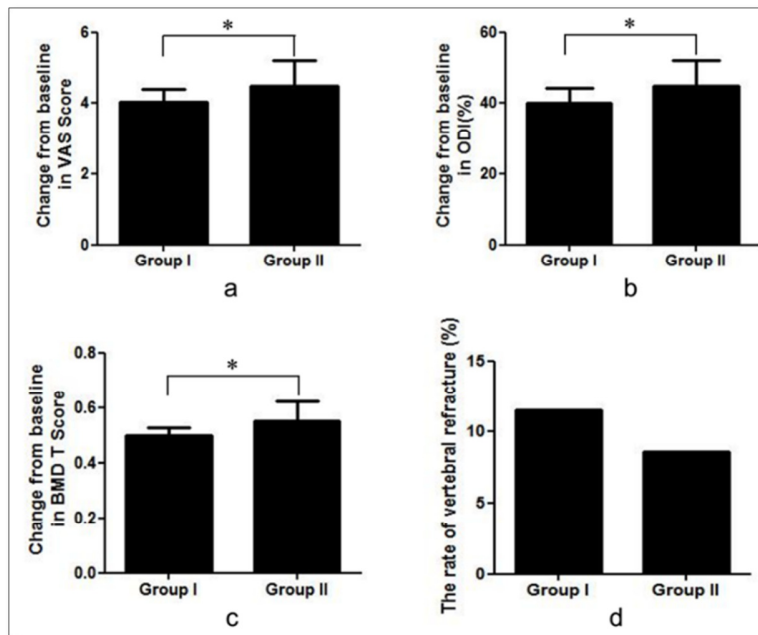 Change from baseline
in VAS Score
6
4
2
0
*
Group I
Group II
a
Change from baseline
in ODI(%)
60
40
20
0
*
Group I
Group II
b
Change from baseline
in BMD T Score
0.8
0.6
0.4
0.2
0.0
*
Group I
Group II
c
The rate of vertebral refracture (%)
15
10
5
0
Group I
Group II
d